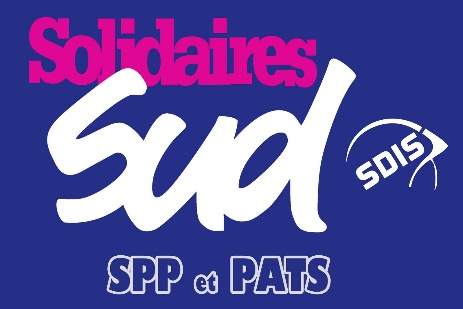 Solidaires
Sud
SDIS
SPP et PATS